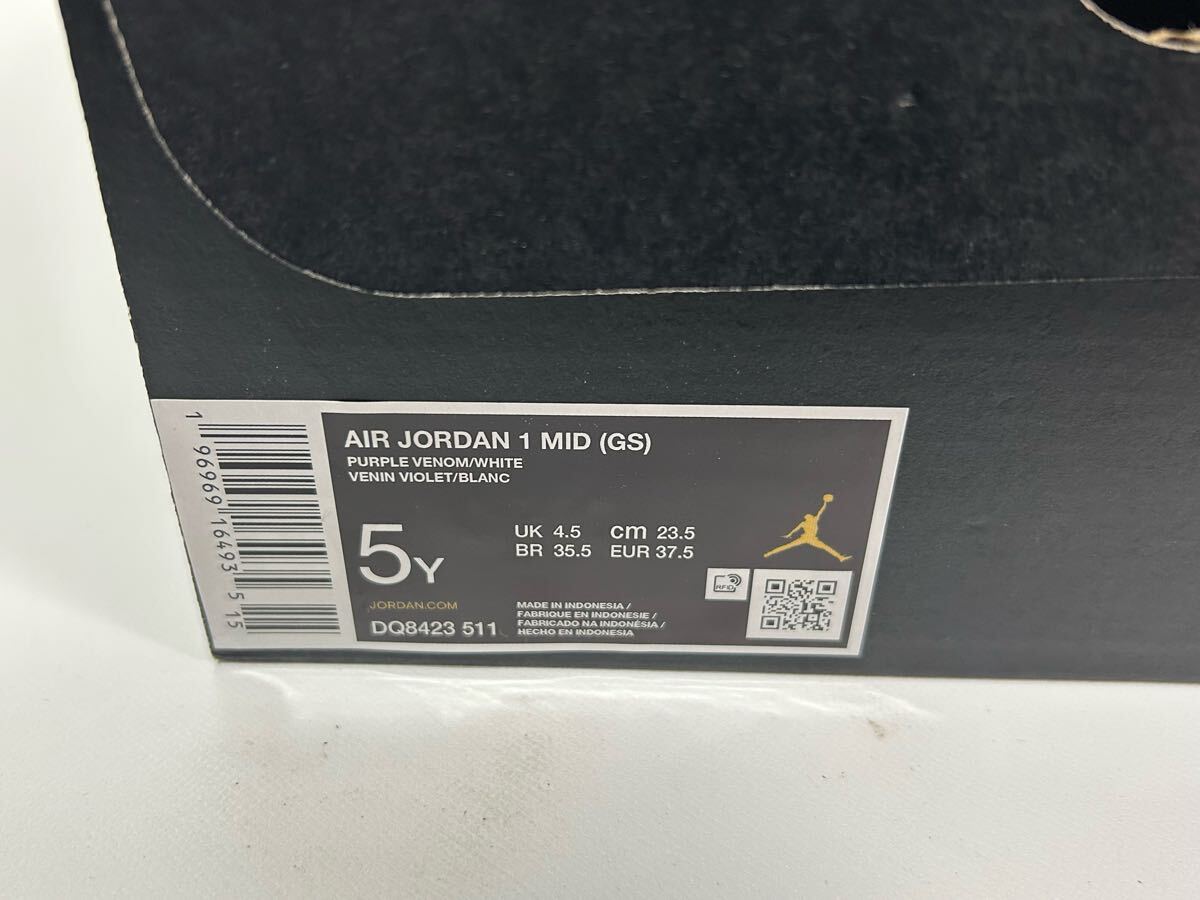 1 96969 16493 5 15
AIR JORDAN 1 MID (GS)
PURPLE VENOM/WHITE
VENIN VIOLET/BLANC
5Y
UK 4.5 cm 23.5
BR 35.5 EUR 37.5
RFID
JORDAN.COM
DQ8423 511
MADE IN INDONESIA /
FABRIQUE EN INDONESIE /
FABRICADO NA INDONÉSIA /
HECHO EN INDONESIA